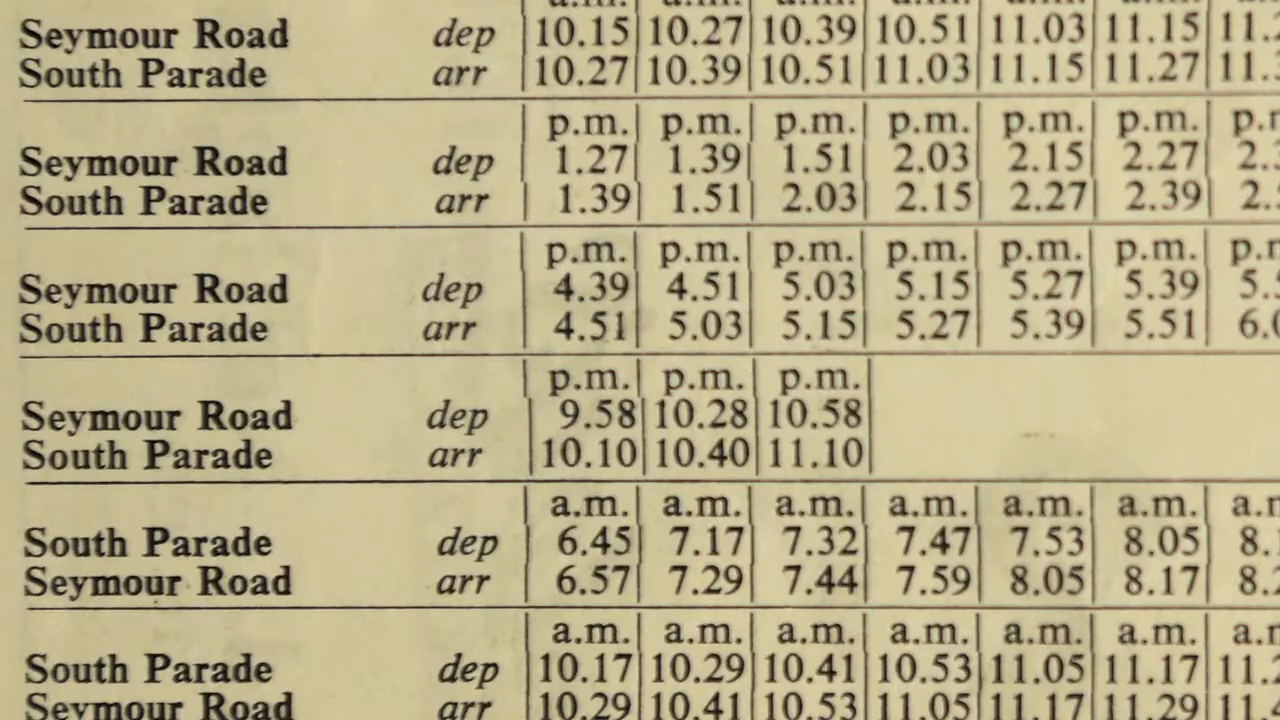 Seymour Road dep 10.15 10.27 10.39 10.51 11.03 11.15
South Parade arr 10.27 10.39 10.51 11.03 11.15 11.27
p.m. p.m. p.m. p.m. p.m. p.m.
Seymour Road dep 1.27 1.39 1.51 2.03 2.15 2.27
South Parade arr 1.39 1.51 2.03 2.15 2.27 2.39
p.m. p.m. p.m. p.m. p.m. p.m.
Seymour Road dep 4.39 4.51 5.03 5.15 5.27 5.39
South Parade arr 4.51 5.03 5.15 5.27 5.39 5.51
p.m. p.m. p.m.
Seymour Road dep 9.58 10.28 10.58
South Parade arr 10.10 10.40 11.10
a.m. a.m. a.m. a.m. a.m. a.m.
South Parade dep 6.45 7.17 7.32 7.47 7.53 8.05
Seymour Road arr 6.57 7.29 7.44 7.59 8.05 8.17
a.m. a.m. a.m. a.m. a.m. a.m.
South Parade dep 10.17 10.29 10.41 10.53 11.05 11.17
Seymour Road arr 10.29 10.41 10.53 11.05 11.17 11.29